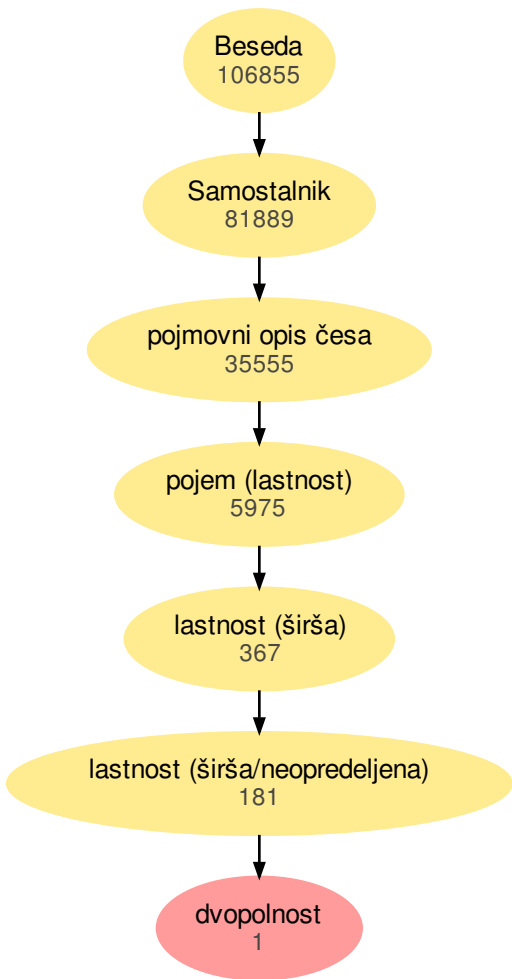 Beseda
106855
Samostalnik
81889
pojmovni opis česa
35555
pojem (lastnost)
5975
lastnost (širša)
367
lastnost (širša/neopredeljena)
181
dvopolnost
1